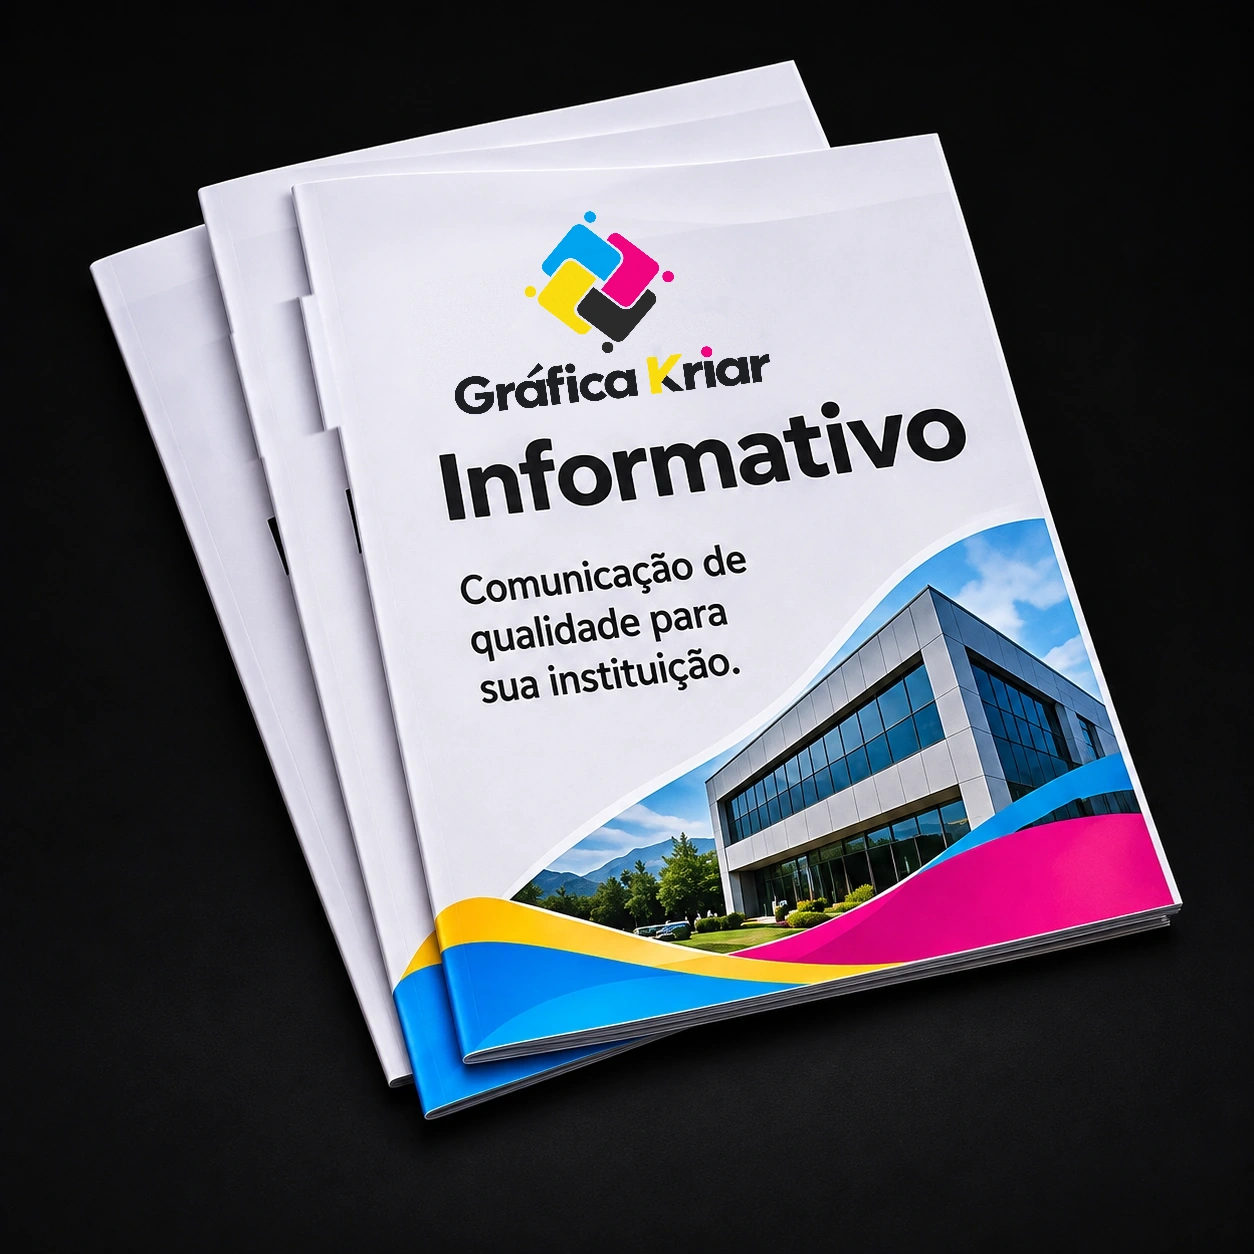 Gráfica Kriar
Informativo
Comunicação de
qualidade para
sua instituição.